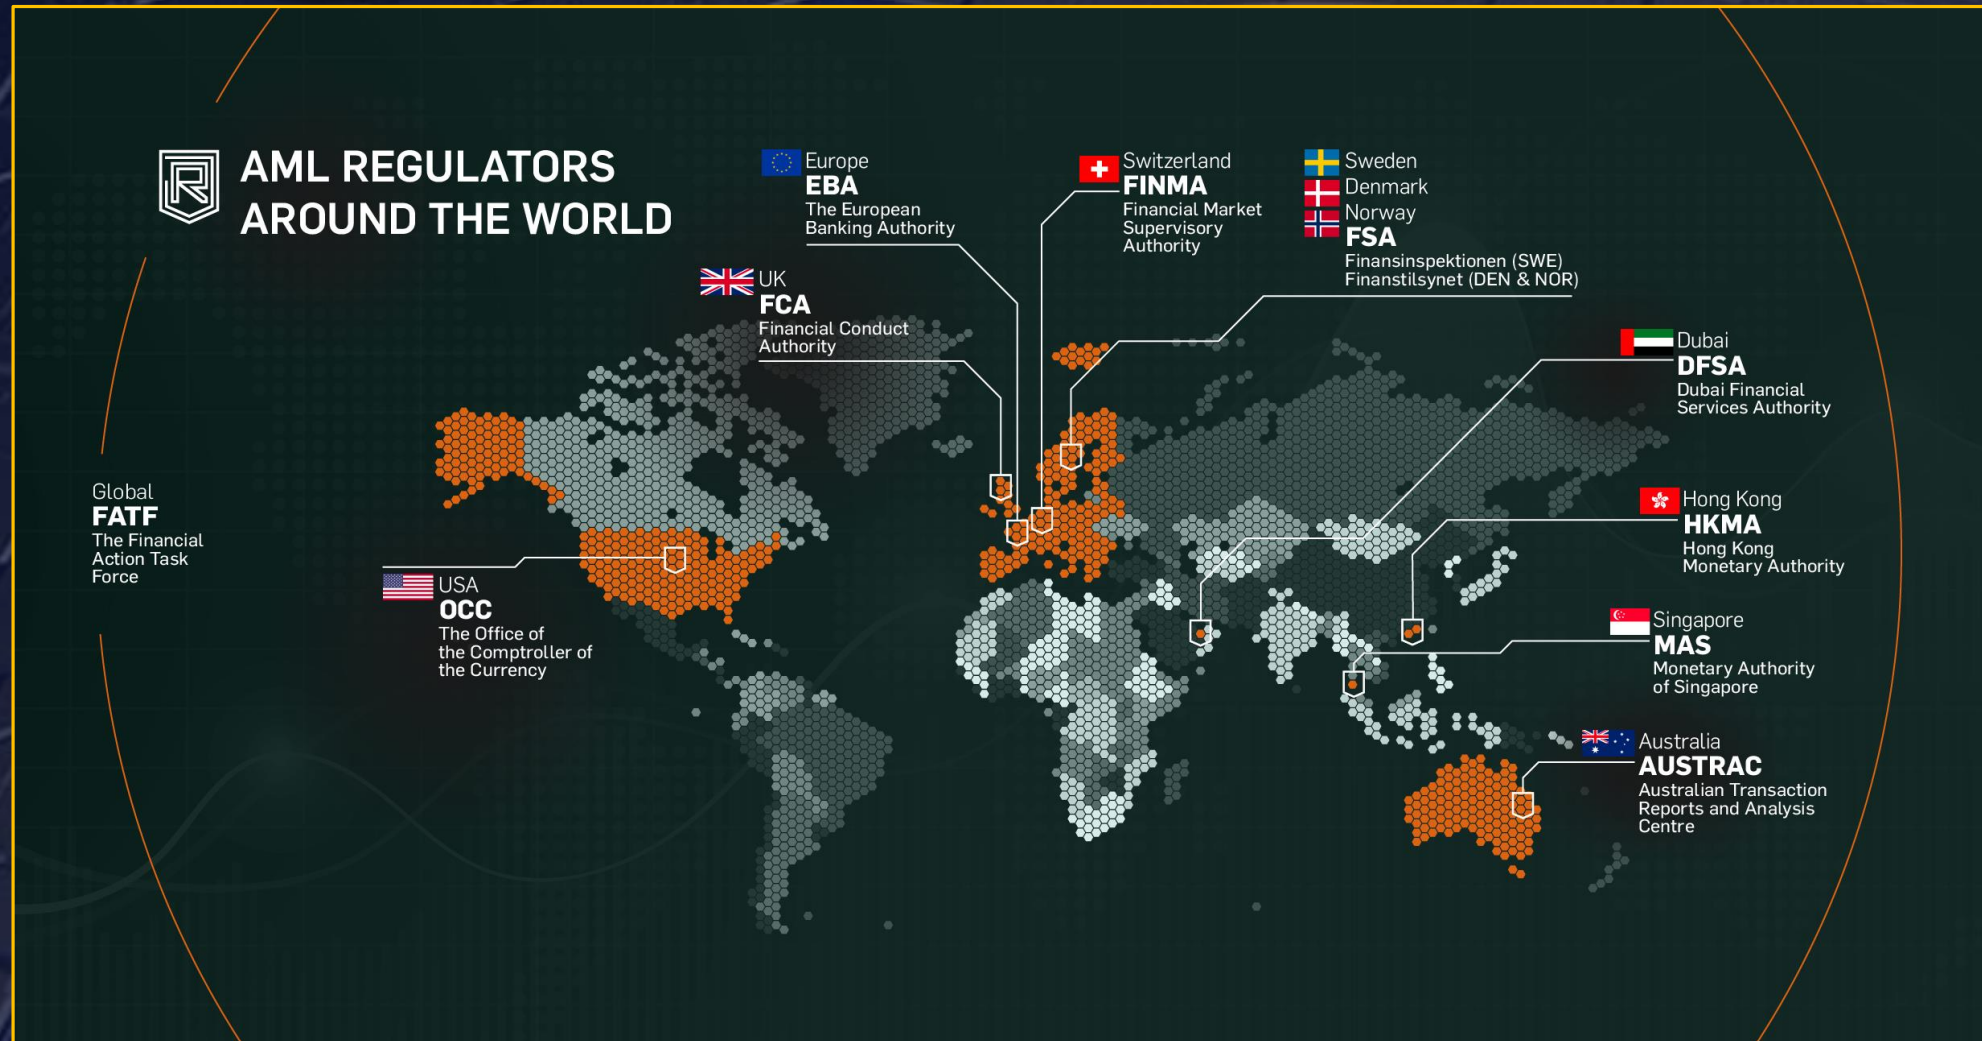 AML REGULATORS
AROUND THE WORLD
Global
FATF
The Financial
Action Task
Force
USA
OCC
The Office of
the Comptroller of
the Currency
UK
FCA
Financial Conduct
Authority
Europe
EBA
The European
Banking Authority
Switzerland
FINMA
Financial Market
Supervisory
Authority
Sweden
Denmark
Norway
FSA
Finansinspektionen (SWE)
Finanstilsynet (DEN & NOR)
Dubai
DFSA
Dubai Financial
Services Authority
Hong Kong
HKMA
Hong Kong
Monetary Authority
Singapore
MAS
Monetary Authority
of Singapore
Australia
AUSTRAC
Australian Transaction
Reports and Analysis
Centre